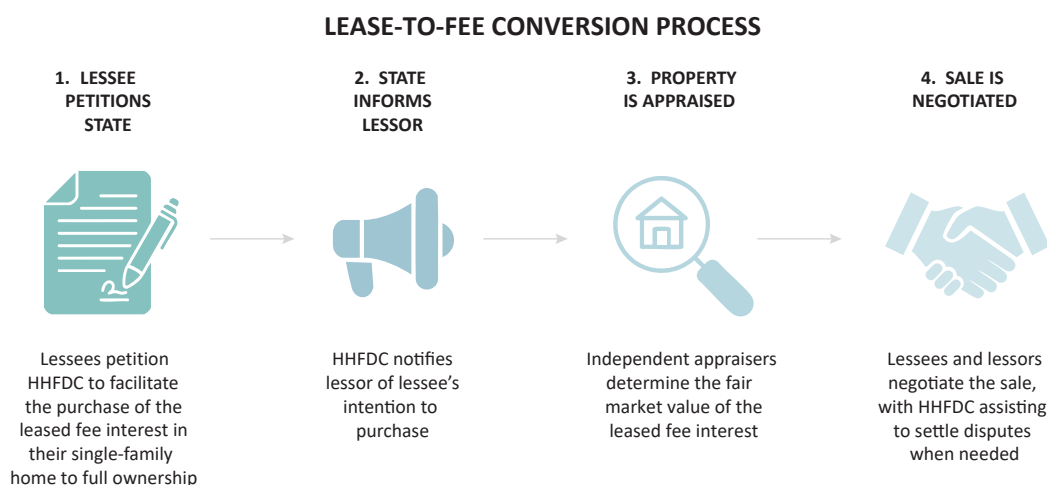 LEASE-TO-FEE CONVERSION PROCESS
1. LESSEE
PETITIONS
STATE
2. STATE
INFORMS
LESSOR
3. PROPERTY
IS APPRAISED
4. SALE IS
NEGOTIATED
Lessees petition
HHFDC to facilitate
the purchase of the
leased fee interest in
their single-family
home to full ownership
HHFDC notifies
lessor of lessee's
intention to
purchase
Independent appraisers
determine the fair
market value of the
leased fee interest
Lessees and lessors
negotiate the sale,
with HHFDC assisting
to settle disputes
when needed